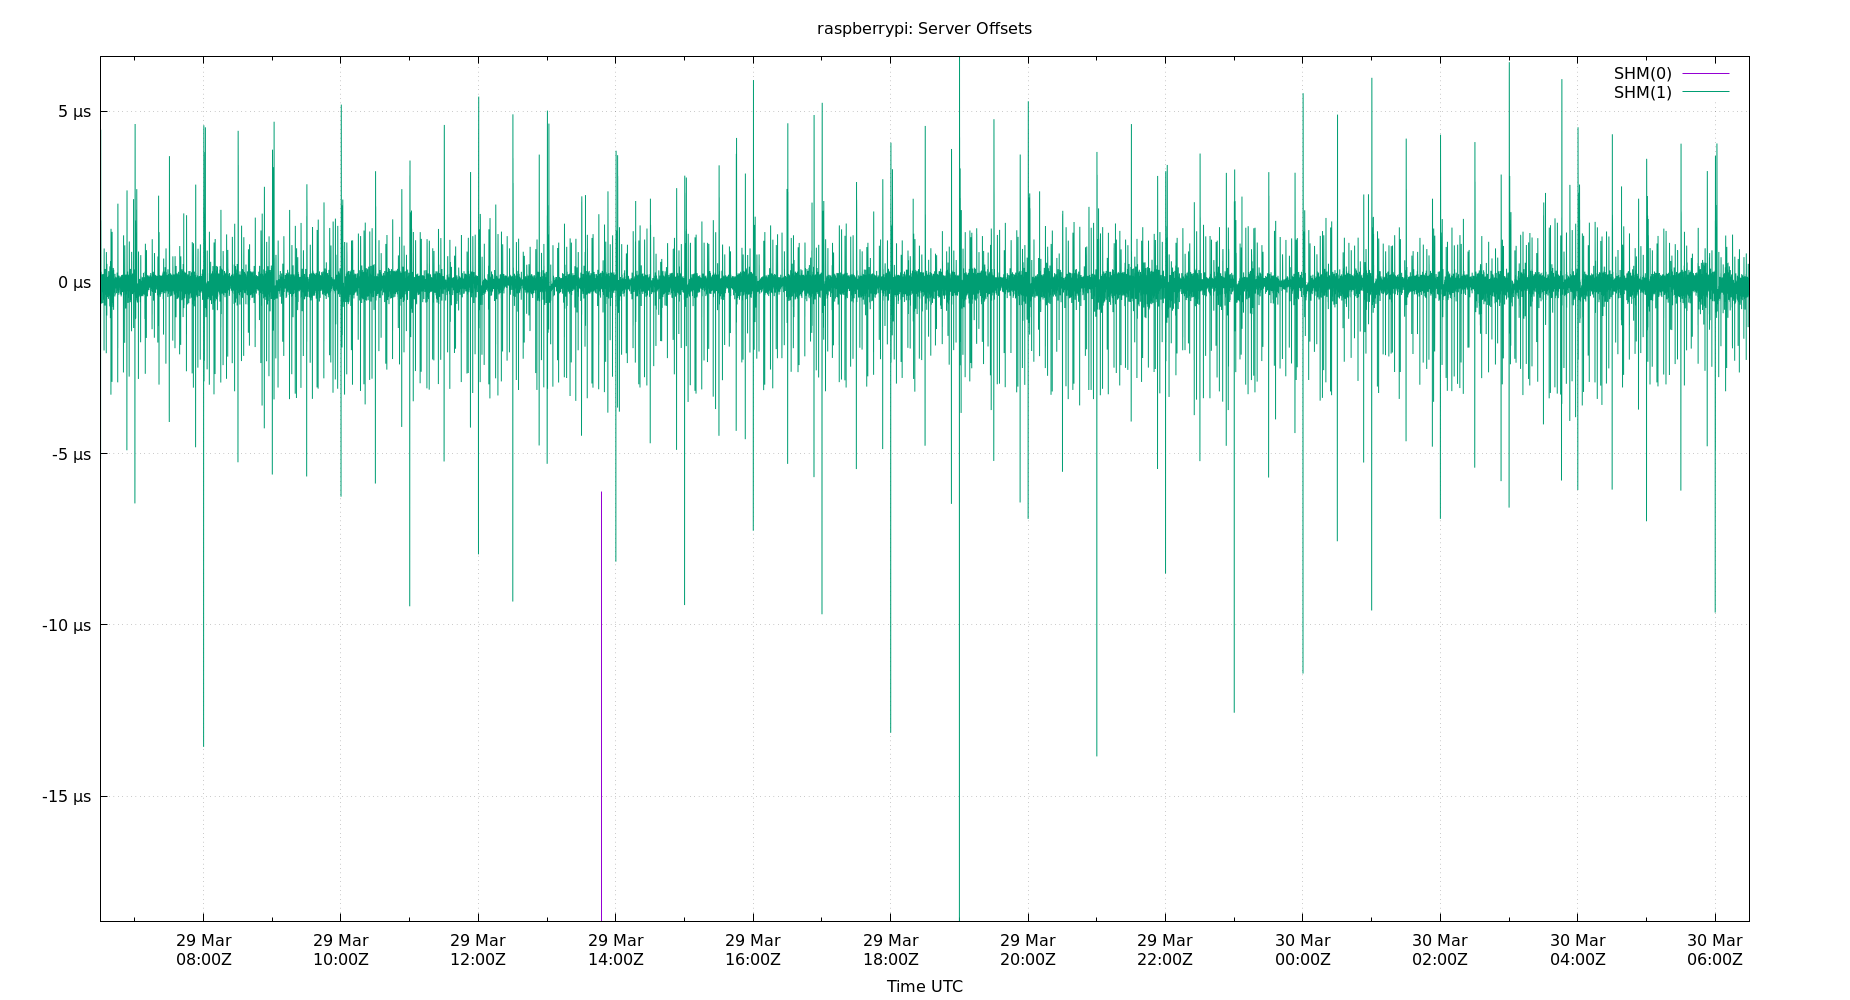 raspberrypi: Server Offsets
SHM(0)
SHM(1)
5 µs
0 µs
-5 µs
-10 µs
-15 µs
29 Mar 29 Mar 29 Mar 29 Mar 29 Mar 29 Mar 29 Mar 29 Mar 30 Mar 30 Mar 30 Mar 30 Mar
08:00Z 10:00Z 12:00Z 14:00Z 16:00Z 18:00Z 20:00Z 22:00Z 00:00Z 02:00Z 04:00Z 06:00Z
Time UTC